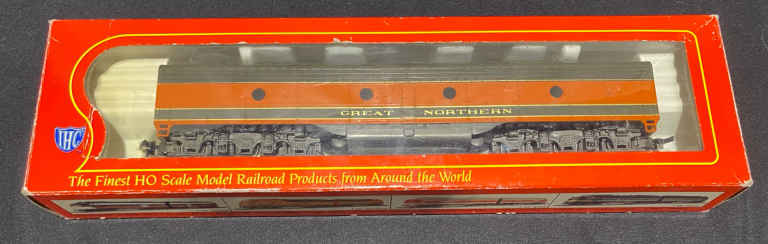 GREAT NORTHERN
IHC
The Finest HO Scale Model Railroad Products from Around the World